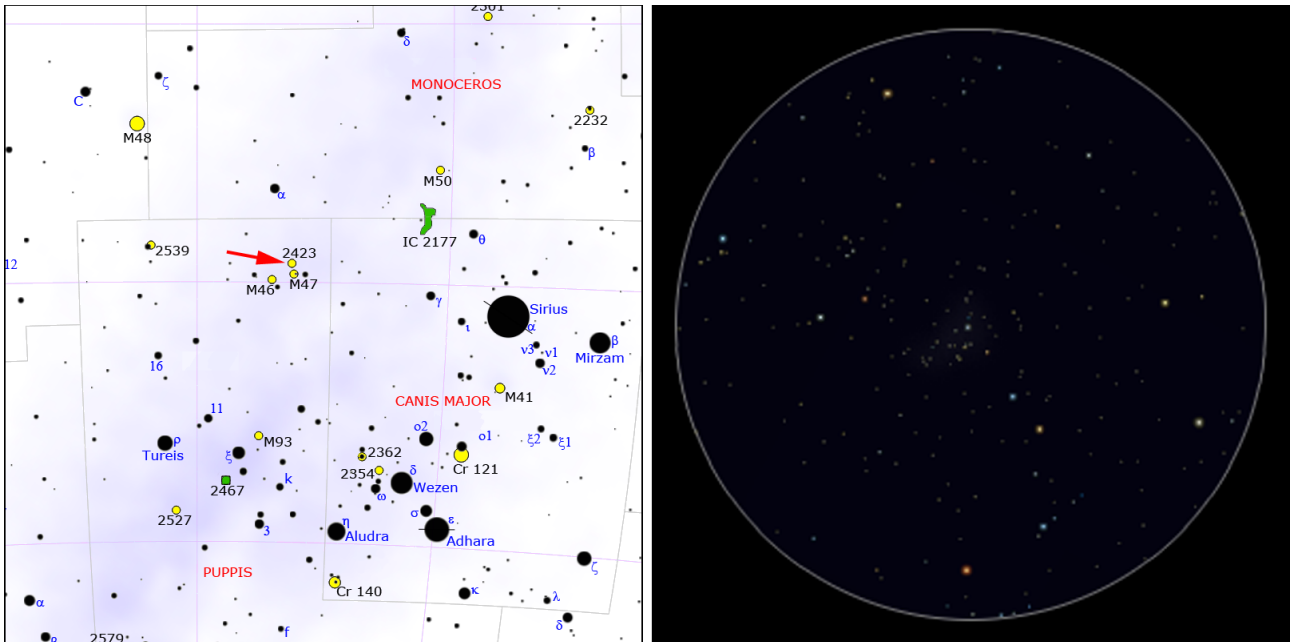 2301
δ
MONOCEROS
ζ
C
M48
2232
β
M50
α
IC 2177
θ
2539
2423
12
M46
M47
γ
Sirius
α
ι
ν3
ν1
β
ν2
Mirzam
16
M41
CANIS MAJOR
11
ο2
ο1
ξ2
ξ1
M93
ρ
Tureis
ξ
2362
2354
δ
Cr 121
Wezen
k
ω
2467
σ
2527
3
η
Aludra
ε
Adhara
PUPPIS
ζ
Cr 140
κ
λ
α
f
δ
2579